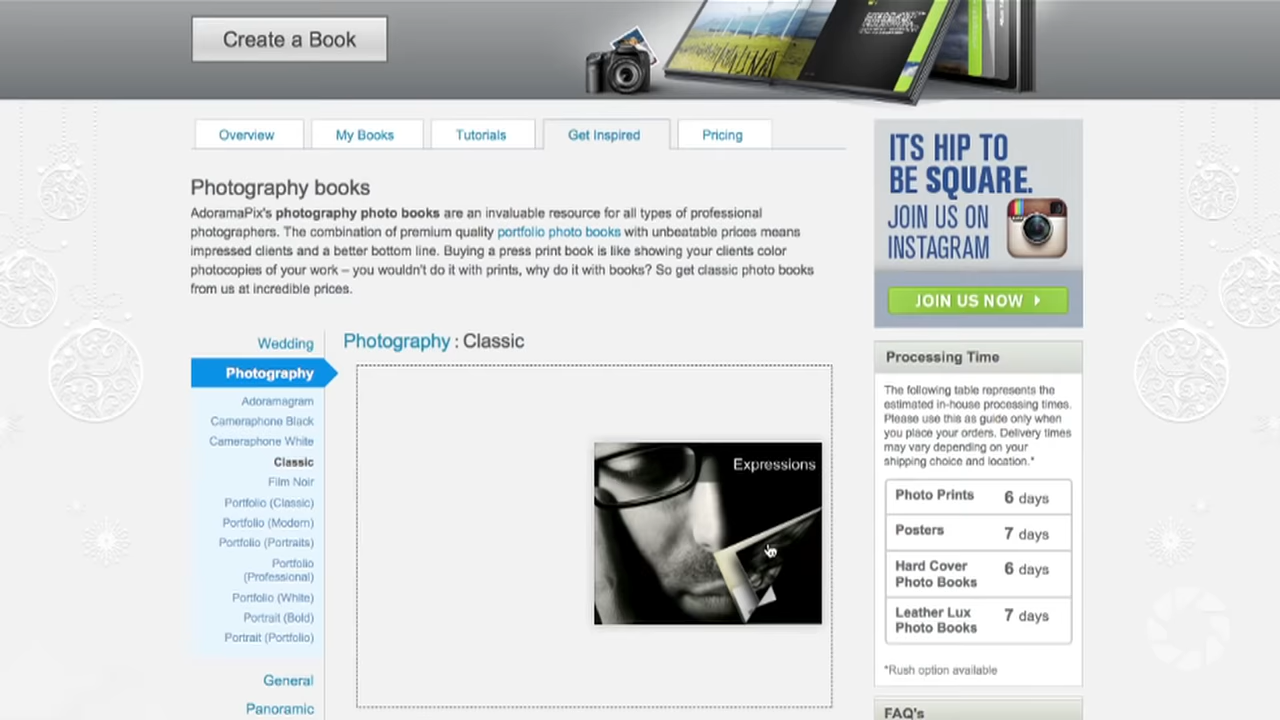 Create a Book
Overview
My Books
Tutorials
Get Inspired
Pricing
Photography books
AdoramaPix's photography photo books are an invaluable resource for all types of professional
photographers. The combination of premium quality portfolio photo books with unbeatable prices means
impressed clients and a better bottom line. Buying a press print book is like showing your clients color
photocopies of your work – you wouldn't do it with prints, why do it with books? So get classic photo books
from us at incredible prices.
Wedding
Photography
Adoramagram
Cameraphone Black
Cameraphone White
Classic
Film Noir
Portfolio (Classic)
Portfolio (Modern)
Portfolio (Portraits)
Portfolio
(Professional)
Portfolio (White)
Portrait (Bold)
Portrait (Portfolio)
General
Panoramic
Photography : Classic
Expressions
ITS HIP TO
BE SQUARE.
JOIN US ON
INSTAGRAM
JOIN US NOW
Processing Time
The following table represents the
estimated in-house processing times.
Please use this as guide only when
you place your orders. Delivery times
may vary depending on your
shipping choice and location.*
Photo Prints 6 days
Posters 7 days
Hard Cover
Photo Books 6 days
Leather Lux
Photo Books 7 days
*Rush option available
FAQ's